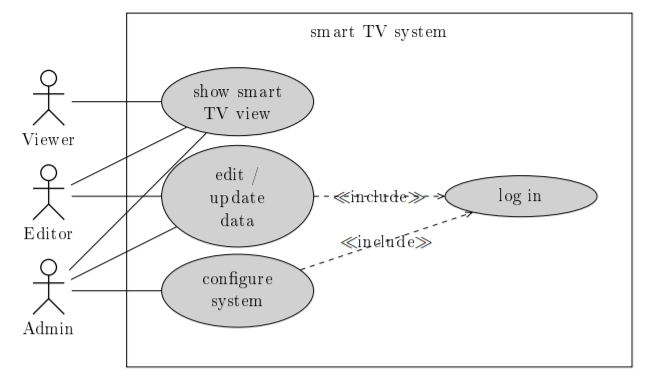 smart TV system
show smart
TV view
Viewer
edit /
update
data
≪include≫
log in
Editor
≪include≫
configure
system
Admin